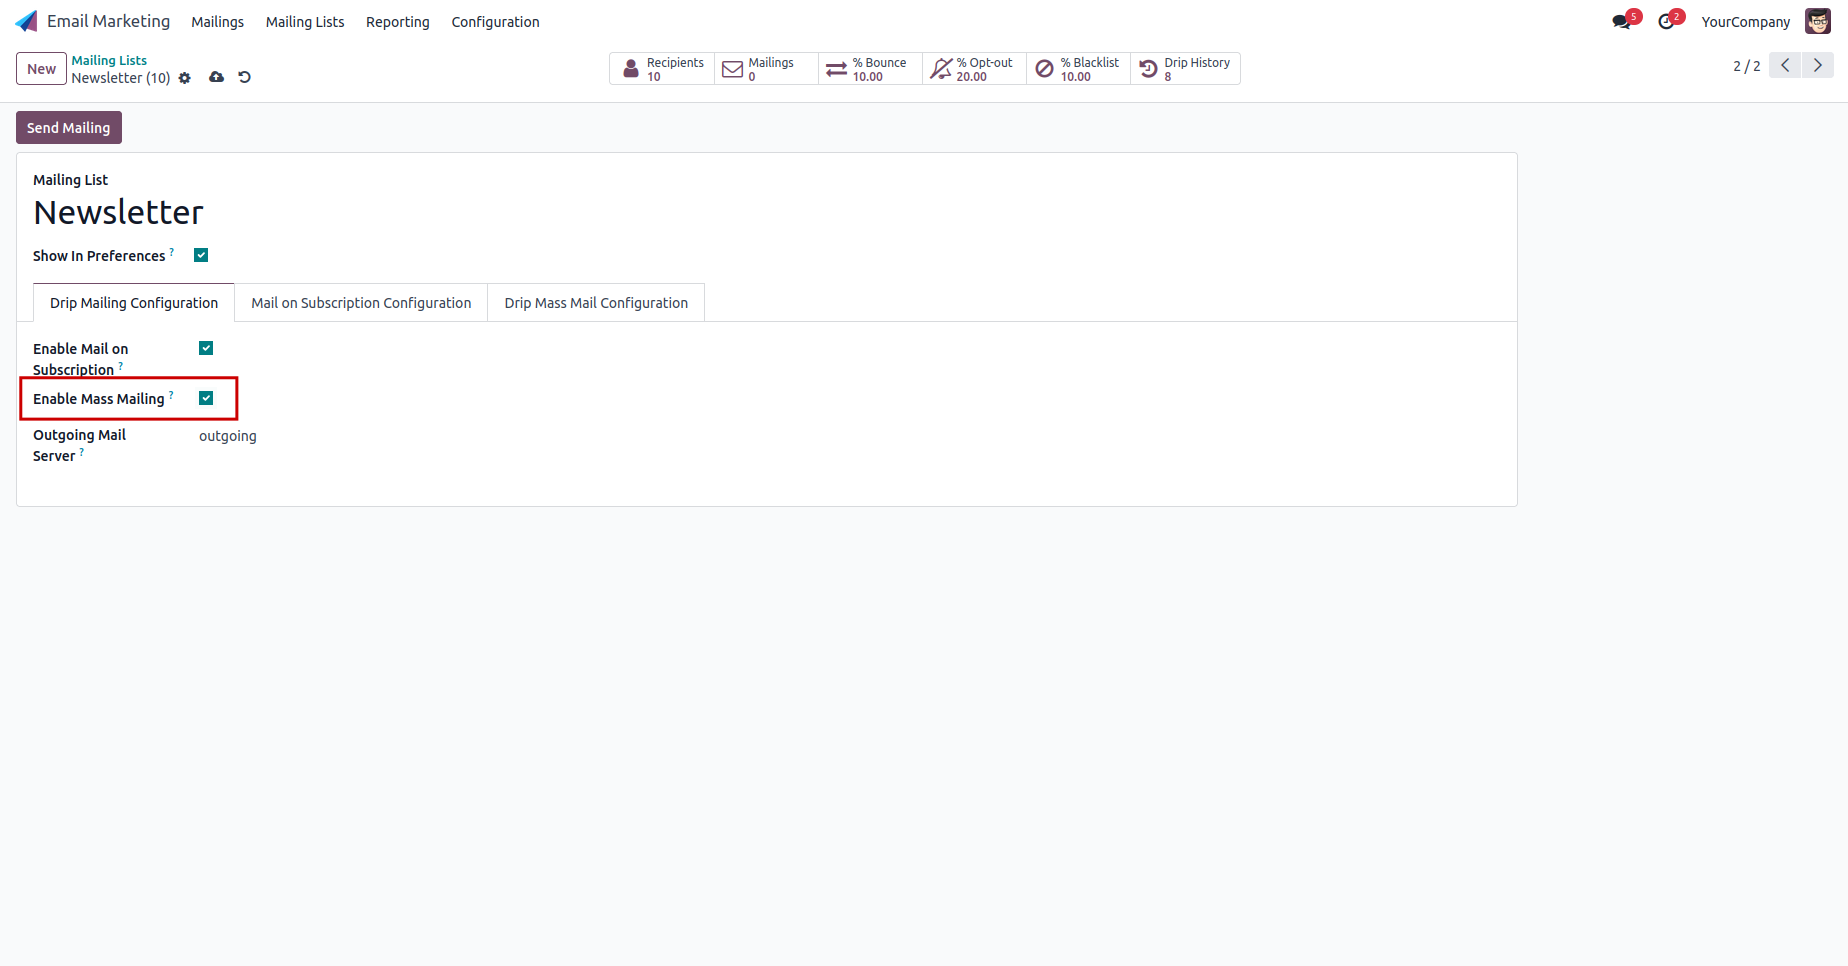 Email Marketing Mailings Mailing Lists Reporting Configuration 5 2 YourCompany
New Mailing Lists
Newsletter (10)
Recipients 10
Mailings 0
% Bounce 10.00
% Opt-out 20.00
% Blacklist 10.00
Drip History 8
2 / 2
Send Mailing
Mailing List
Newsletter
Show In Preferences ?
Drip Mailing Configuration Mail on Subscription Configuration Drip Mass Mail Configuration
Enable Mail on
Subscription ?
Enable Mass Mailing ?
Outgoing Mail outgoing
Server ?